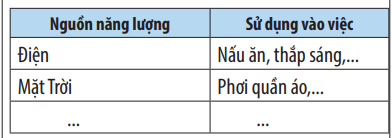 Nguồn năng lượng Sử dụng vào việc
Điện Nấu ăn, thắp sáng,...
Mặt Trời Phơi quần áo,...
... ...